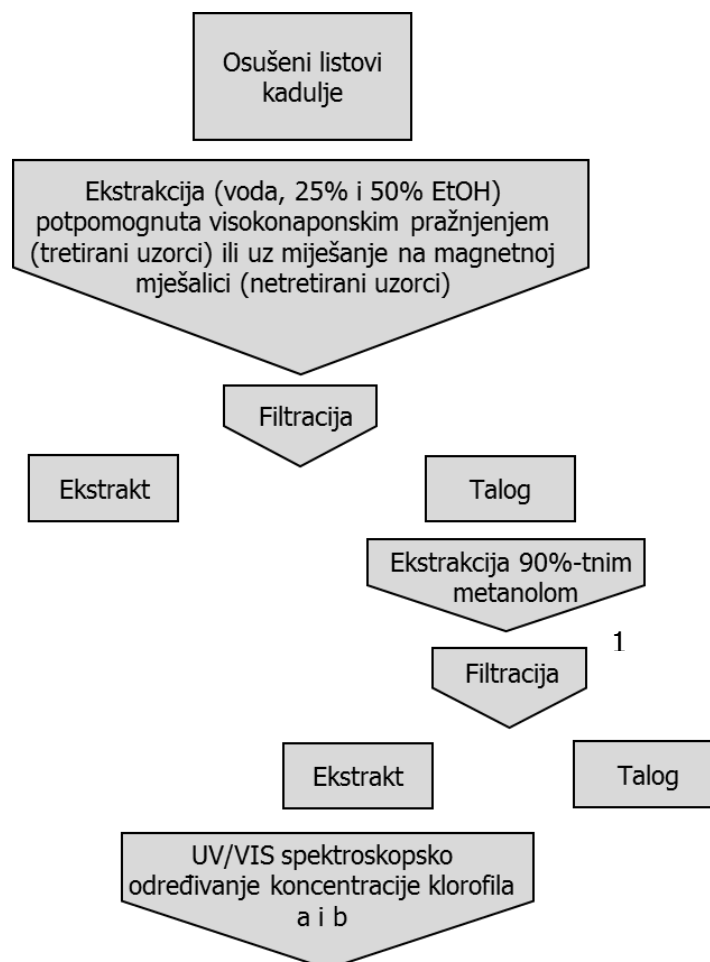 Osušeni listovi
kadulje
Ekstrakcija (voda, 25% i 50% EtOH)
potpomognuta visokonaponskim pražnjenjem
(tretirani uzorci) ili uz miješanje na magnetnoj
mješalici (netretirani uzorci)
Filtracija
Ekstrakt
Talog
Ekstrakcija 90%-tnim
metanolom
1
Filtracija
Ekstrakt
Talog
UV/VIS spektroskopsko
određivanje koncentracije klorofila
a i b